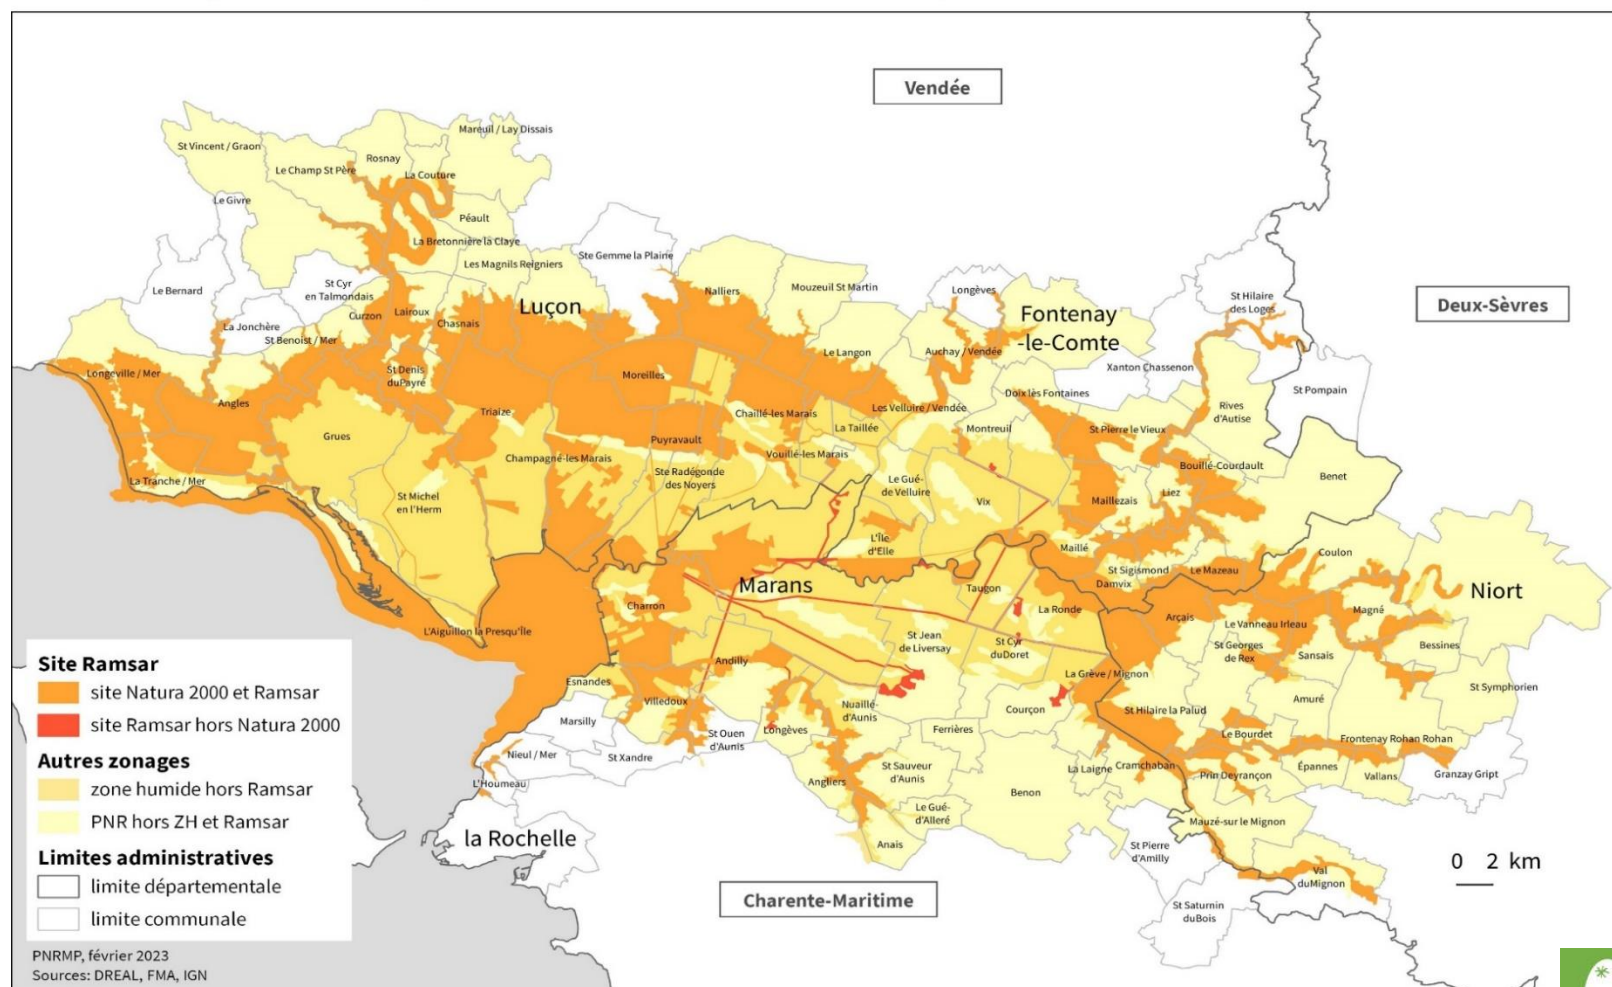 Vendée
Mareuil / Lay Dissais
St Vincent / Graon
Rosnay
Le Champ St Père
La Couture
Le Givre
Péault
La Bretonnière la Claye
Ste Gemme la Plaine
Les Magnils Reigniers
Le Bernard
St Cyr
en Talmondais
Nalliers
Mouzeuil St Martin
Longèves
St Hilaire
des Loges
Deux-Sèvres
Luçon
Fontenay
-le-Comte
Curzon
Lairoux
Chasnais
La Jonchère
St Benoist / Mer
Le Langon
Auchay / Vendée
Xanton Chassenon
St Pompain
Longeville / Mer
St Denis
duPayré
Moreilles
Doix lès Fontaines
Angles
Triaize
Chaillé-les Marais
Les Velluire / Vendée
Rives
d'Autise
La Taillée
Montreuil
St Pierre le Vieux
Grues
Puyravault
Champagné-les Marais
Vouillé-les Marais
Bouillé-Courdault
Ste Radégonde
des Noyers
Benet
La Tranche / Mer
St Michel
en l'Herm
Le Gué-
de Velluire
Vix
Maillezais
Liez
L'Île
d'Elle
Maillé
Coulon
St Sigismond
Le Mazeau
Damvix
Marans
Taugon
Niort
Charron
La Ronde
Magné
Arçais
Le Vanneau Irleau
L'Aiguillon la Presqu'Île
St Jean
de Liversay
St Cyr
duDoret
St Georges
de Rex
Sansais
Bessines
Andilly
La Grève / Mignon
Esnandes
St Symphorien
Villedoux
Nuaillé-
d'Aunis
Courçon
Amuré
St Hilaire la Palud
Marsilly
Longèves
Ferrières
St Ouen
d'Aunis
Le Bourdet
Frontenay Rohan Rohan
Nieul / Mer
St Xandre
St Sauveur
d'Aunis
La Laigne
Cramchaban
Prin Deyrançon
Épannes
Vallans
Granzay Gript
L'Houmeau
Angliers
Benon
Le Gué-
d'Alleré
Mauzé-sur le Mignon
la Rochelle
Anais
St Pierre
d'Amilly
0 2 km
Val
duMignon
Charente-Maritime
St Saturnin
duBois
Site Ramsar
site Natura 2000 et Ramsar
site Ramsar hors Natura 2000
Autres zonages
zone humide hors Ramsar
PNR hors ZH et Ramsar
Limites administratives
limite départementale
limite communale
PNRMP, février 2023
Sources: DREAL, FMA, IGN